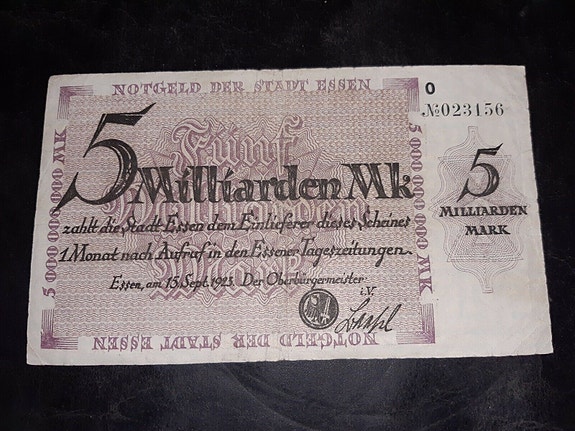 NOTGELD DER STADT ESSEN
O
№023156
5 Milliarden Mk
Fünf
zahlt die Stadt Essen dem Einlieferer dieses Scheines
1 Monat nach Aufruf in den Essener Tageszeitungen.
Essen, am 15. Sept. 1923. Der Oberbürgermeister
i.V.
5
MILLIARDEN
MARK
5 000 000 000 MK
5 000 000 000 MK
NOTGELD DER STADT ESSEN